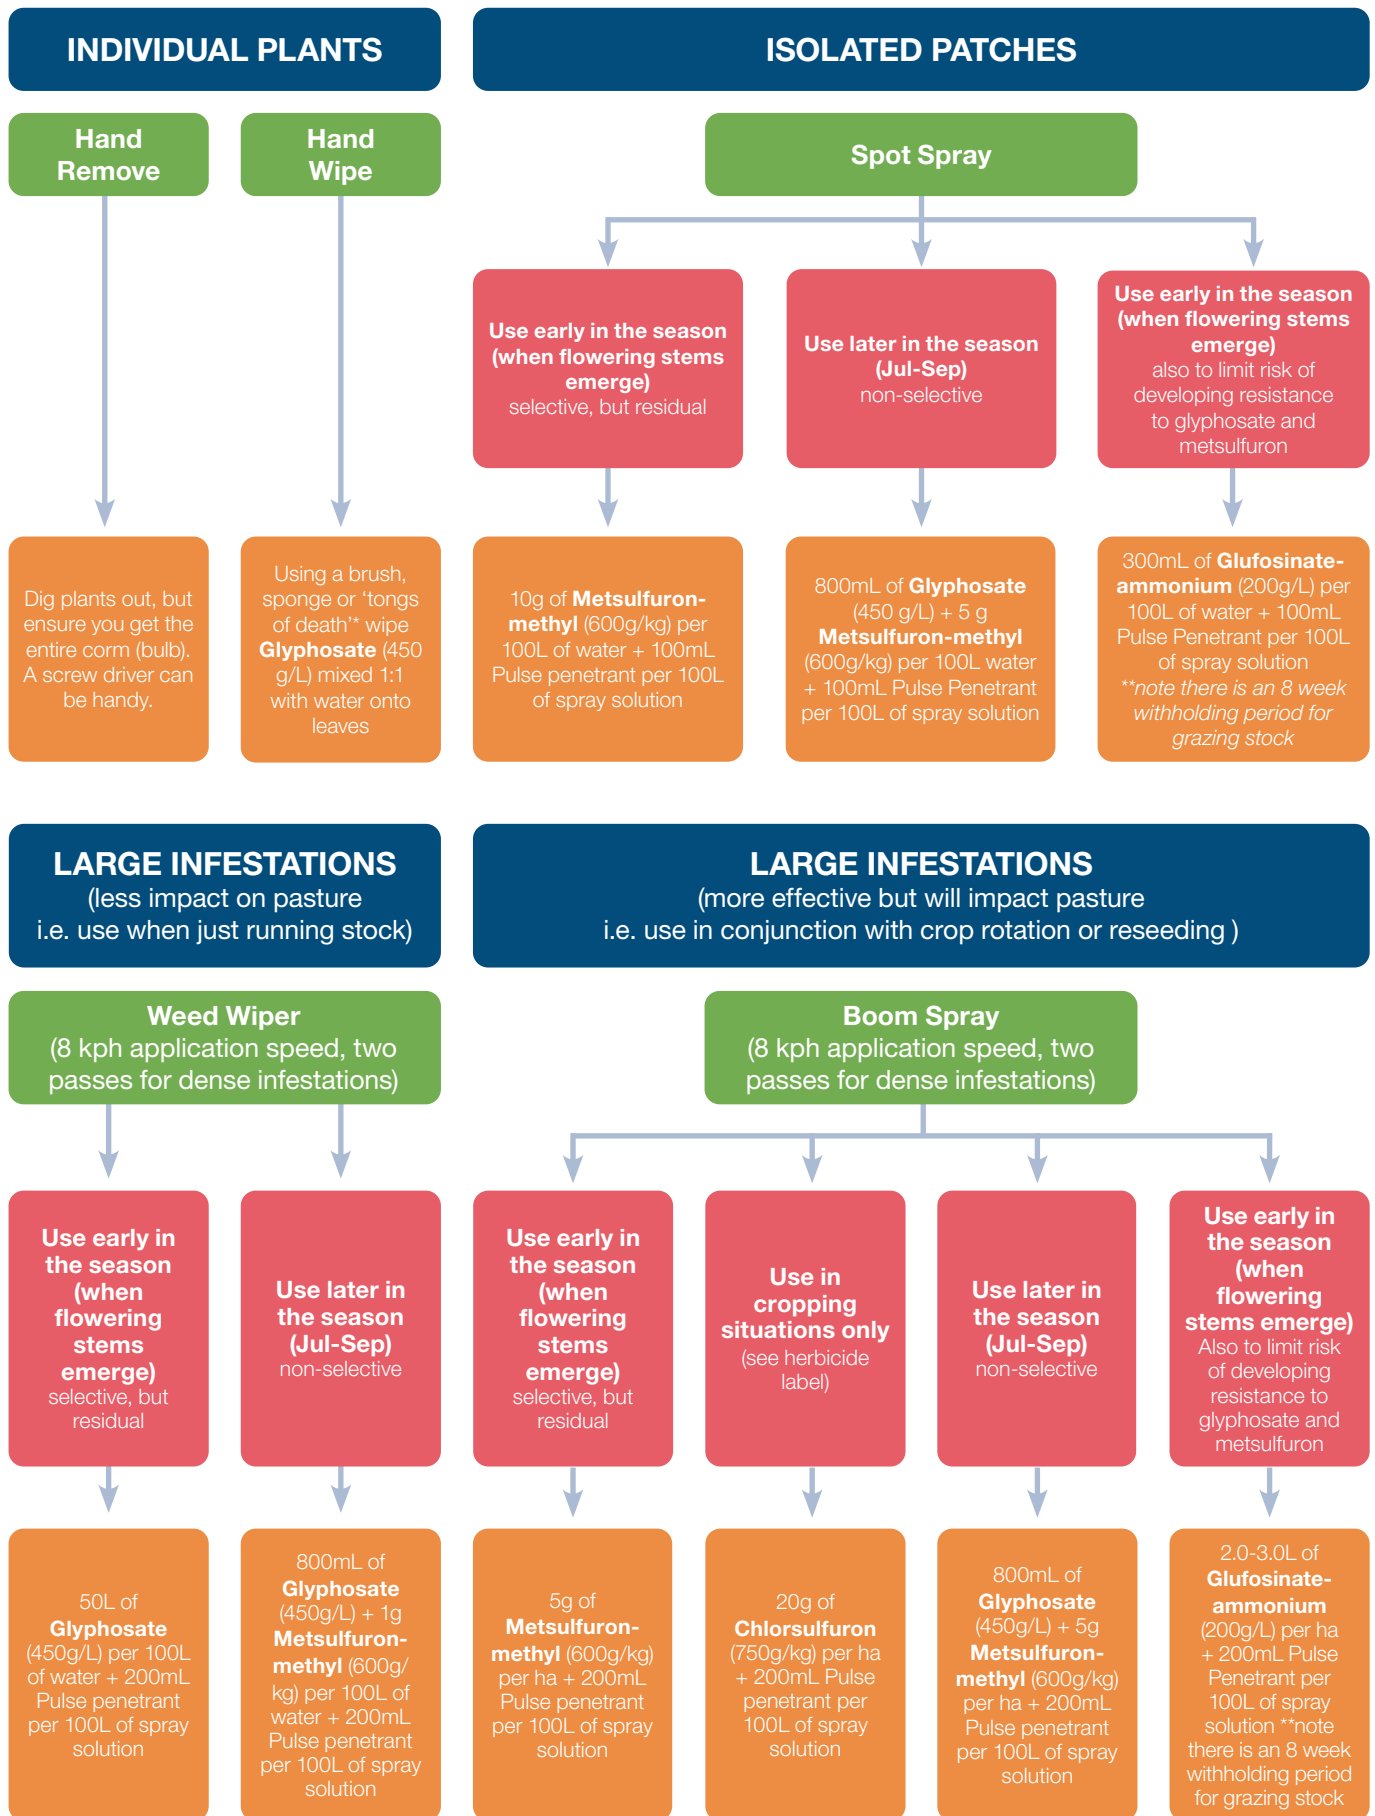 INDIVIDUAL PLANTS
Hand
Remove
Hand
Wipe
Dig plants out, but
ensure you get the
entire corm (bulb).
A screw driver can
be handy.
Using a brush,
sponge or ‘tongs
of death’* wipe
Glyphosate (450
g/L) mixed 1:1
with water onto
leaves
ISOLATED PATCHES
Spot Spray
Use early in the season
(when flowering stems
emerge)
selective, but residual
10g of Metsulfuron-
methyl (600g/kg) per
100L of water + 100mL
Pulse penetrant per 100L
of spray solution
Use later in the season
(Jul-Sep)
non-selective
800mL of Glyphosate
(450 g/L) + 5 g
Metsulfuron-methyl
(600g/kg) per 100L water
+ 100mL Pulse Penetrant
per 100L of spray solution
Use early in the season
(when flowering stems
emerge)
also to limit risk of
developing resistance
to glyphosate and
metsulfuron
300mL of Glufosinate-
ammonium (200g/L) per
100L of water + 100mL
Pulse Penetrant per 100L
of spray solution
**note there is an 8 week
withholding period for
grazing stock
LARGE INFESTATIONS
(less impact on pasture
i.e. use when just running stock)
Weed Wiper
(8 kph application speed, two
passes for dense infestations)
Use early in
the season
(when
flowering
stems
emerge)
selective, but
residual
50L of
Glyphosate
(450g/L) per 100L
of water + 200mL
Pulse penetrant
per 100L of spray
solution
Use later in
the season
(Jul-Sep)
non-selective
800mL of
Glyphosate
(450g/L) + 1g
Metsulfuron-
methyl (600g/
kg) per 100L of
water + 200mL
Pulse penetrant
per 100L of spray
solution
LARGE INFESTATIONS
(more effective but will impact pasture
i.e. use in conjunction with crop rotation or reseeding )
Boom Spray
(8 kph application speed, two
passes for dense infestations)
Use early in
the season
(when
flowering
stems
emerge)
selective, but
residual
5g of
Metsulfuron-
methyl (600g/kg)
per ha + 200mL
Pulse penetrant
per 100L of spray
solution
Use in
cropping
situations only
(see herbicide
label)
20g of
Chlorsulfuron
(750g/kg) per ha
+ 200mL Pulse
penetrant per
100L of spray
solution
Use later in
the season
(Jul-Sep)
non-selective
800mL of
Glyphosate
(450g/L) + 5g
Metsulfuron-
methyl (600g/kg)
per ha + 200mL
Pulse penetrant
per 100L of spray
solution
Use early in
the season
(when
flowering
stems emerge)
Also to limit risk
of developing
resistance to
glyphosate and
metsulfuron
2.0-3.0L of
Glufosinate-
ammonium
(200g/L) per ha
+ 200mL Pulse
Penetrant per
100L of spray
solution **note
there is an 8 week
withholding period
for grazing stock